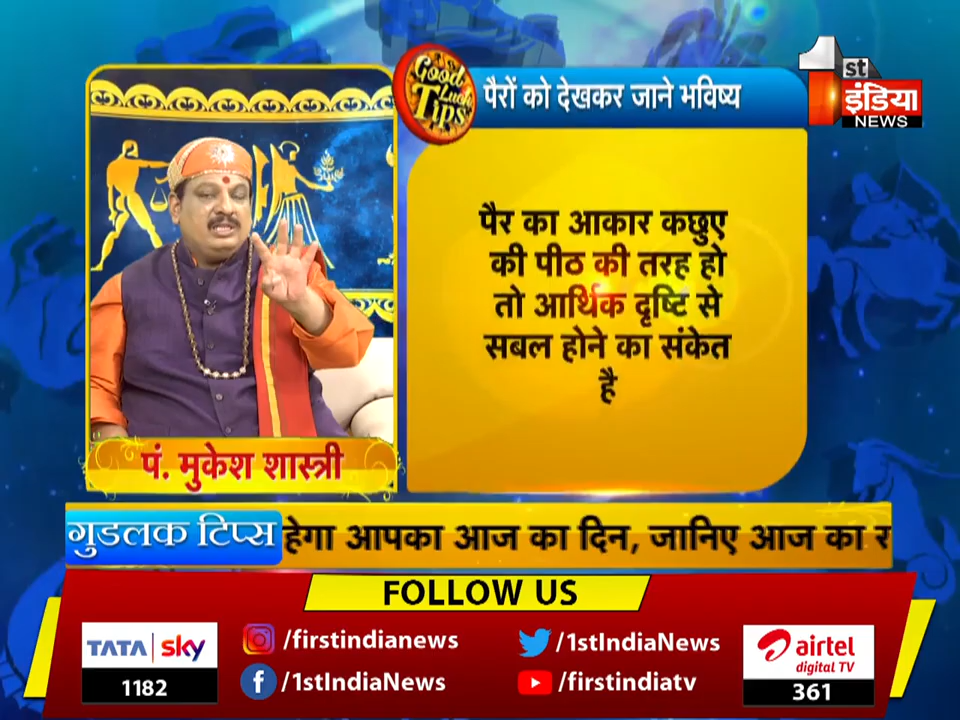 Good
Luck
Tips
पैरों को देखकर जाने भविष्य
1st
इंडिया
NEWS
पैर का आकार कछुए
की पीठ की तरह हो
तो आर्थिक दृष्टि से
सबल होने का संकेत
है
पं. मुकेश शास्त्री
गुडलक टिप्स
हेगा आपका आज का दिन, जानिए आज का र
FOLLOW US
TATA sky
1182
/firstindianews
/1stIndiaNews
/1stIndiaNews
/firstindiatv
airtel
digital TV
361